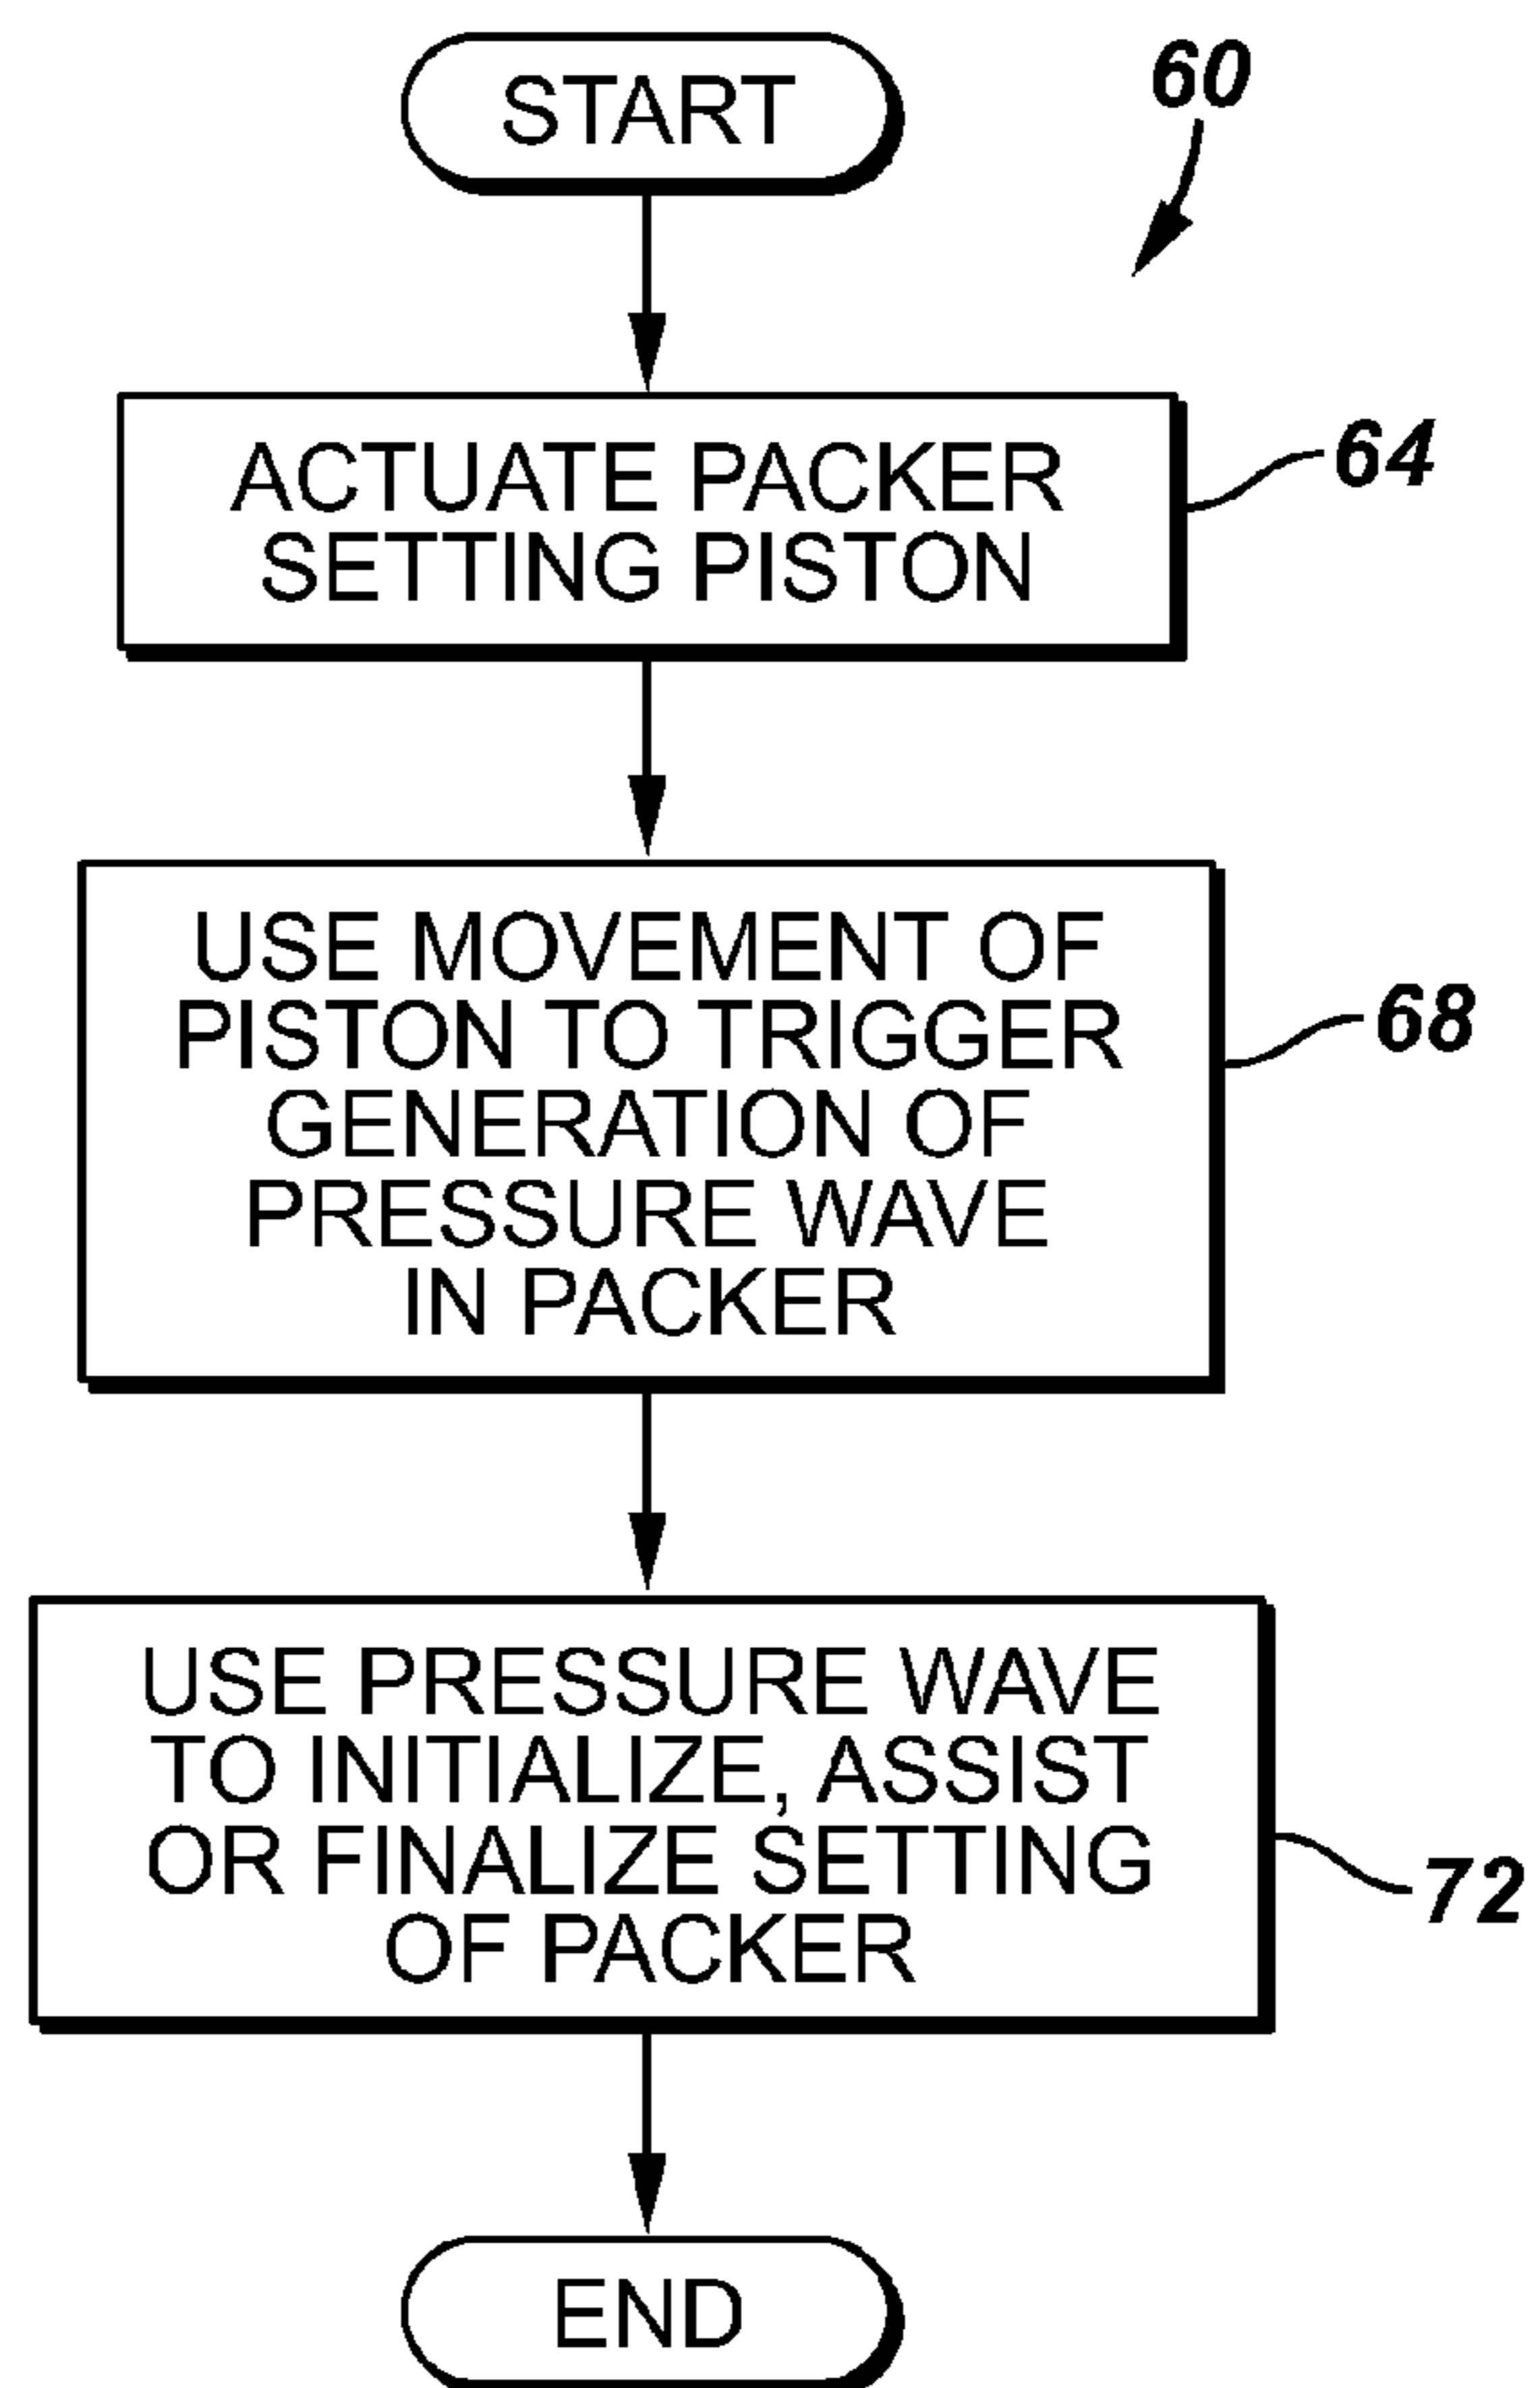 START
60
ACTUATE PACKER
SETTING PISTON
64
USE MOVEMENT OF
PISTON TO TRIGGER
GENERATION OF
PRESSURE WAVE
IN PACKER
68
USE PRESSURE WAVE
TO INITIALIZE, ASSIST
OR FINALIZE SETTING
OF PACKER
72
END